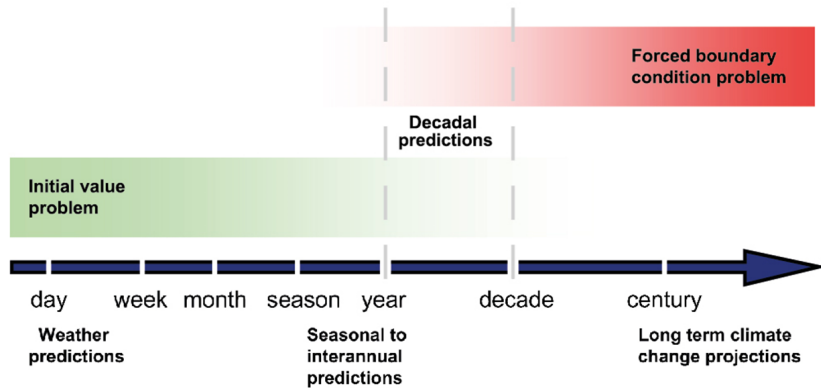 Forced boundary
condition problem
Decadal
predictions
Initial value
problem
day week month season year decade century
Weather
predictions
Seasonal to
interannual
predictions
Long term climate
change projections